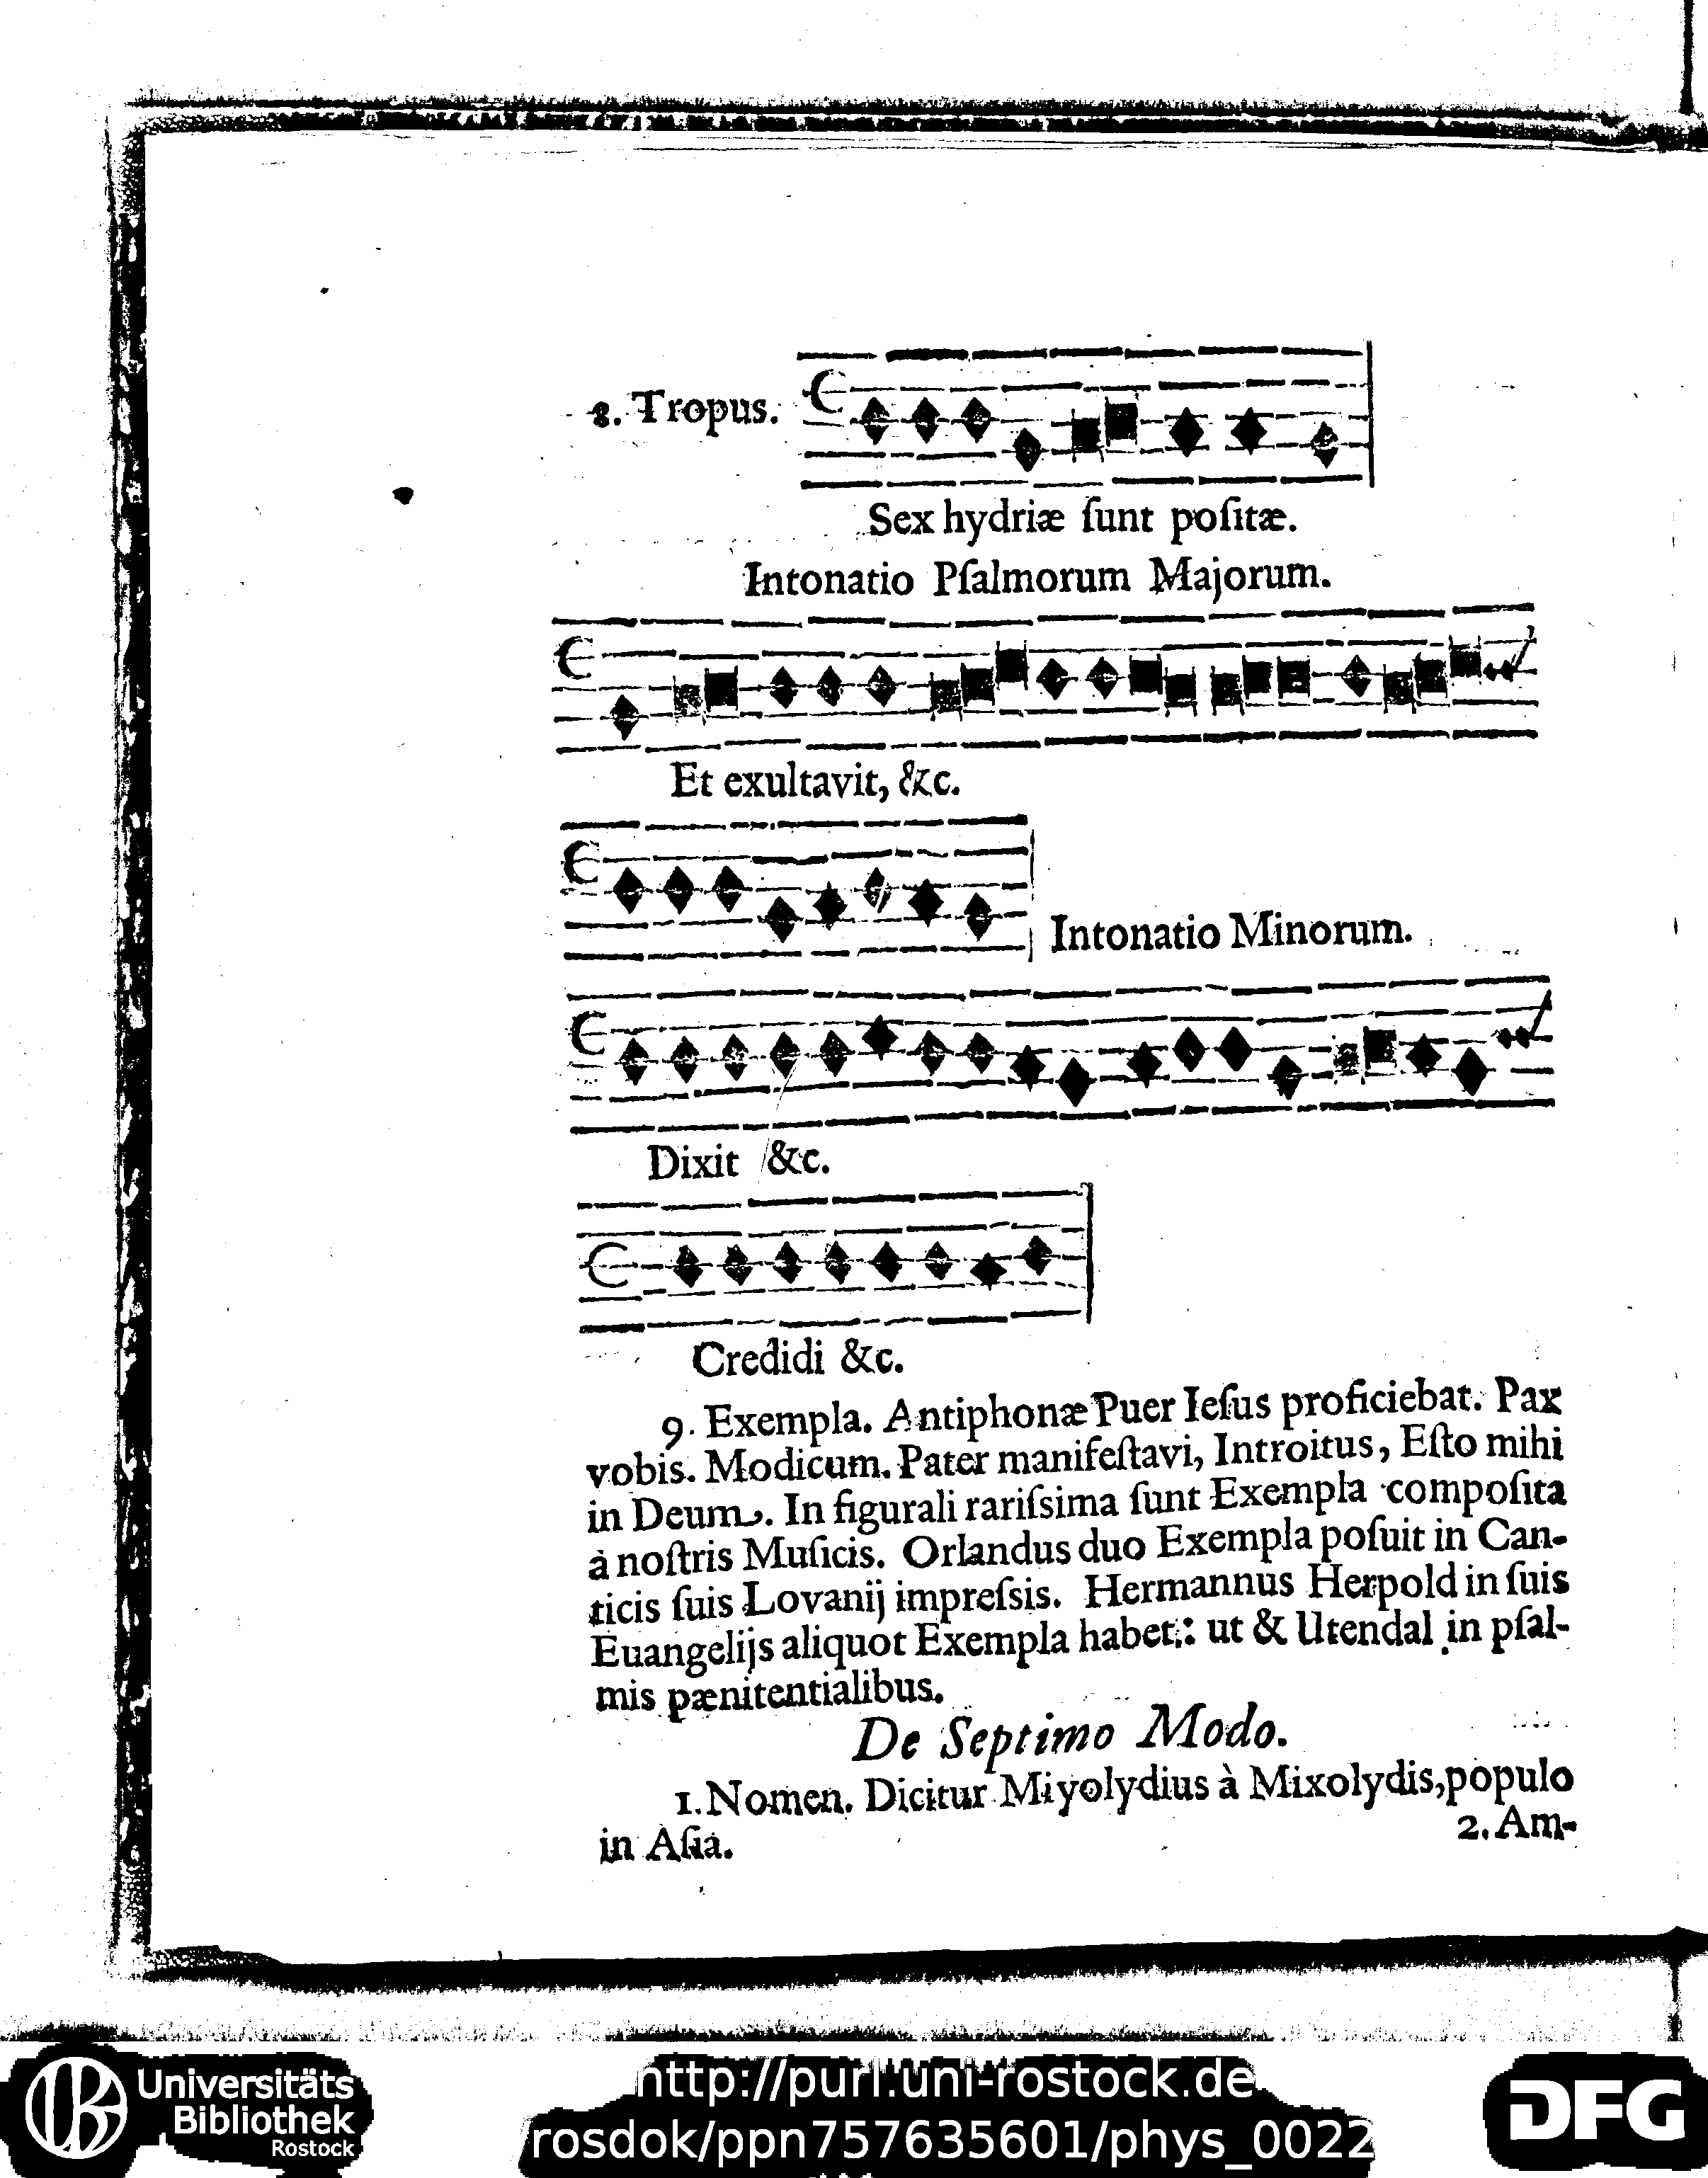 8. Tropus.
Sex hydriæ ſunt poſitæ.
Intonatio Pſalmorum Majorum.
Et exultavit, &c.
Intonatio Minorum.
Dixit &c.
Credidi &c.
9. Exempla. Antiphonæ Puer Ieſus proficiebat. Pax
vobis. Modicum. Pater manifeſtavi, Introitus, Eſto mihi
in Deum. In figurali rariſsima ſunt Exempla compoſita
à noſtris Muſicis. Orlandus duo Exempla poſuit in Can-
ticis ſuis Lovanij impreſsis. Hermannus Herpold in ſuis
Euangelijs aliquot Exempla habet: ut & Utendal in pſal-
mis pænitentialibus.
De Septimo Modo.
1. Nomen. Dicitur Miyolydius à Mixolydis, populo
in Aſia.
2. Am-
Universitäts
Bibliothek
Rostock
http://purl.uni-rostock.de
rosdok/ppn757635601/phys_0022
DFG